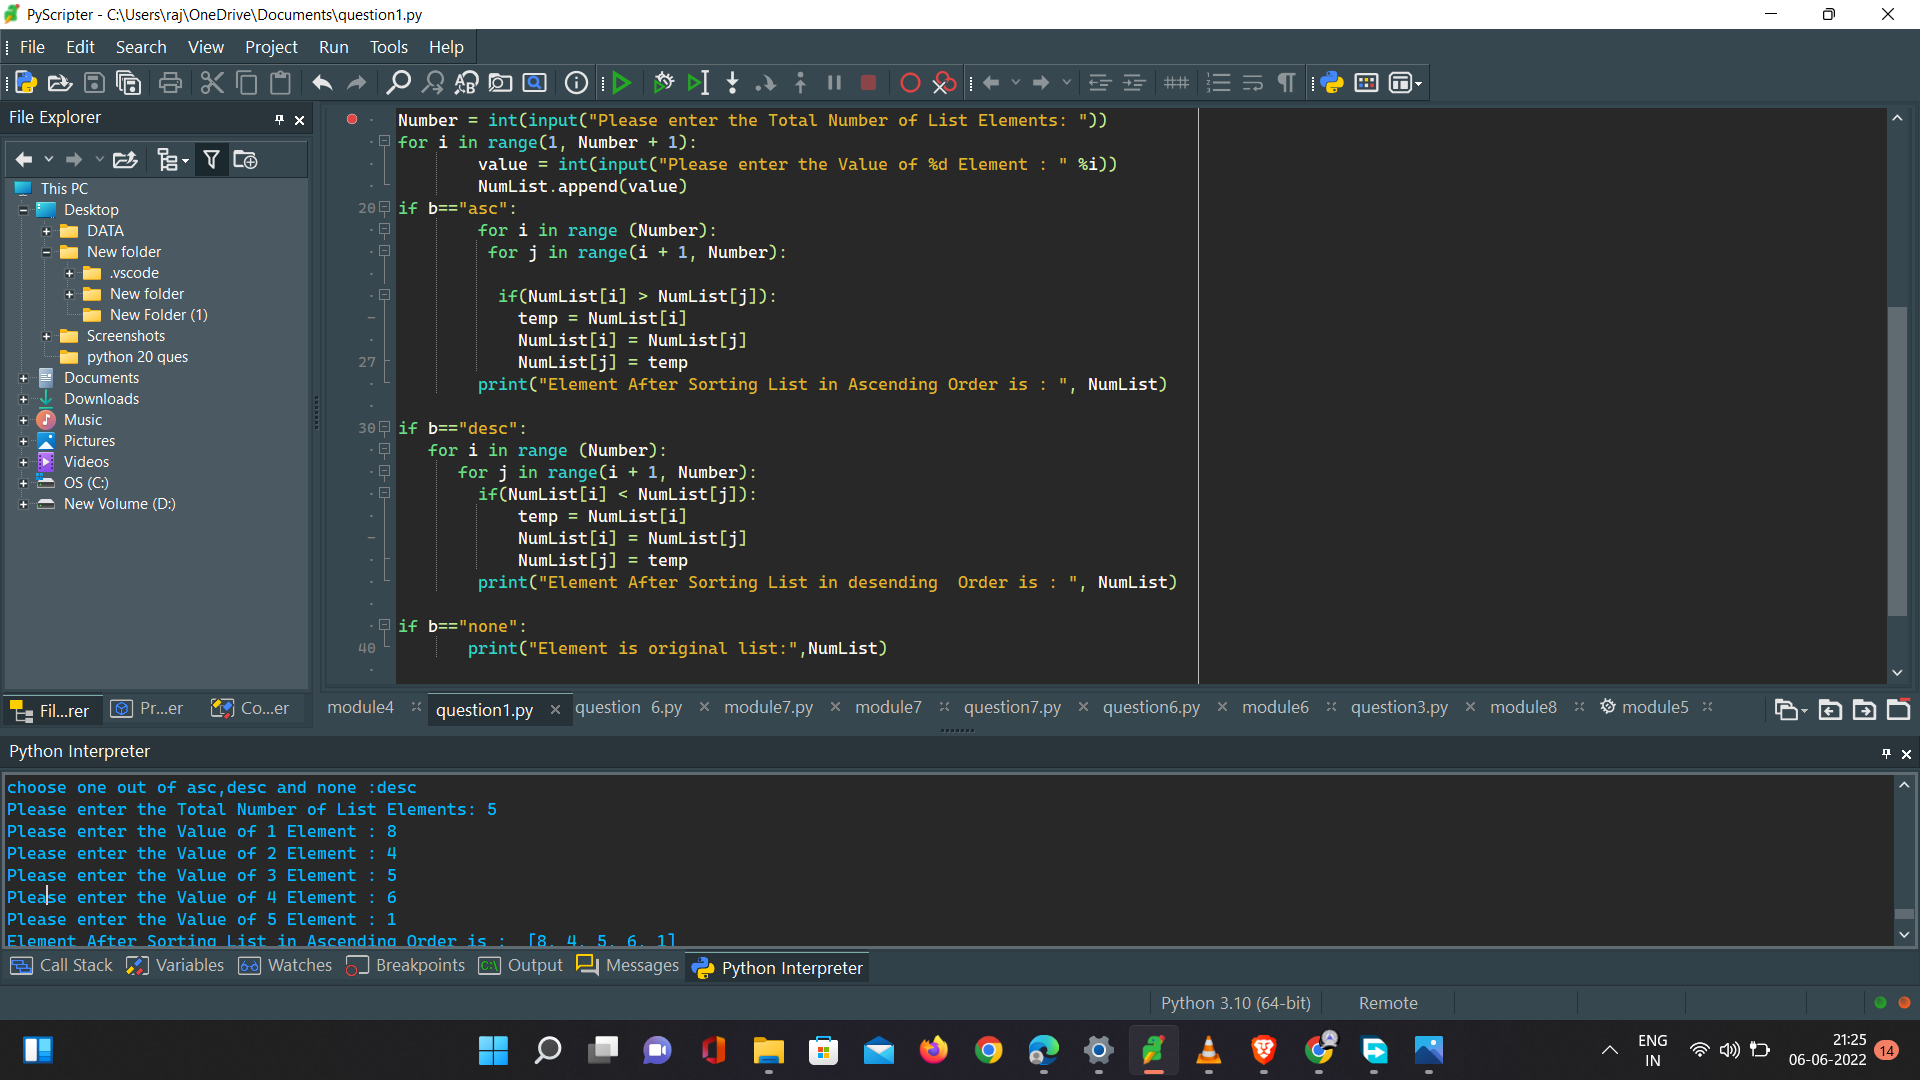 PyScripter - C:\Users\raj\OneDrive\Documents\question1.py
File Edit Search View Project Run Tools Help
File Explorer
This PC
Desktop
DATA
New folder
.vscode
New folder
New Folder (1)
Screenshots
python 20 ques
Documents
Downloads
Music
Pictures
Videos
OS (C:)
New Volume (D:)
Fil...rer Pr...er Co...er
Number = int(input("Please enter the Total Number of List Elements: "))
for i in range(1, Number + 1):
        value = int(input("Please enter the Value of %d Element : " %i))
        NumList.append(value)
20 if b=="asc":
        for i in range (Number):
         for j in range(i + 1, Number):
          if(NumList[i] > NumList[j]):
            temp = NumList[i]
            NumList[i] = NumList[j]
27             NumList[j] = temp
        print("Element After Sorting List in Ascending Order is : ", NumList)
30 if b=="desc":
   for i in range (Number):
      for j in range(i + 1, Number):
        if(NumList[i] < NumList[j]):
            temp = NumList[i]
            NumList[i] = NumList[j]
            NumList[j] = temp
        print("Element After Sorting List in desending  Order is : ", NumList)
if b=="none":
40        print("Element is original list:",NumList)
module4 question1.py question 6.py module7.py module7 question7.py question6.py module6 question3.py module8 module5
Python Interpreter
choose one out of asc,desc and none :desc
Please enter the Total Number of List Elements: 5
Please enter the Value of 1 Element : 8
Please enter the Value of 2 Element : 4
Please enter the Value of 3 Element : 5
Please enter the Value of 4 Element : 6
Please enter the Value of 5 Element : 1
Element After Sorting List in Ascending Order is :  [8, 4, 5, 6, 1]
Call Stack Variables Watches Breakpoints Output Messages Python Interpreter
Python 3.10 (64-bit) Remote
ENG
IN
21:25
06-06-2022
14